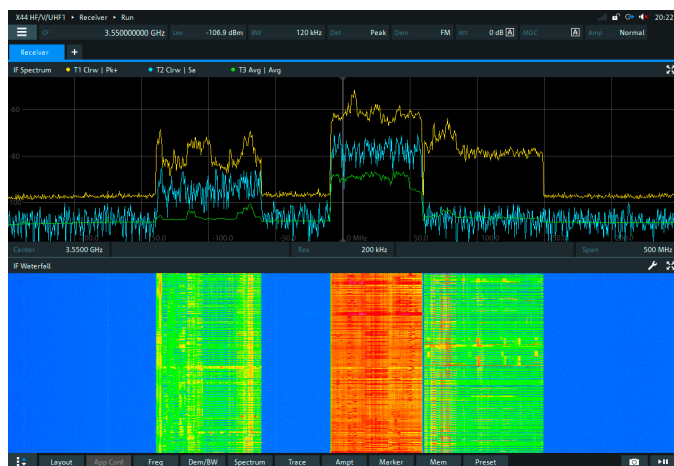 X44 HF/V/UHF1 • Receiver • Run 20:22
CF 3.550000000 GHz Lev -106.9 dBm BW 120 kHz Det Peak Dem FM Att 0 dB A MGC A Amp Normal
Receiver +
IF Spectrum • T1 Clrw | Pk+ • T2 Clrw | Sa • T3 Avg | Avg
-60
-80
-100.0 -50.0 0 MHz 50.0
Center 3.5500 GHz Res 200 kHz Span 500 MHz
IF Waterfall
Layout App Conf Freq Dem/BW Spectrum Trace Ampt Marker Mem Preset